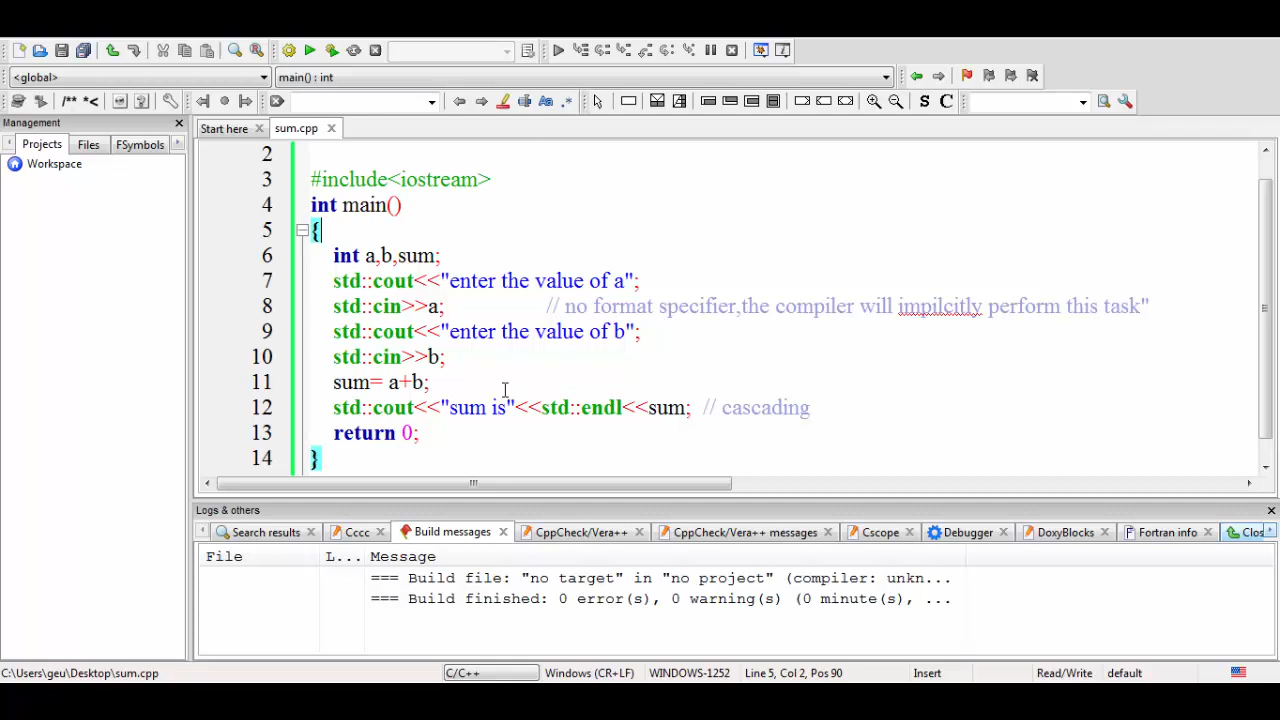 <global>
main() : int
/** *<
.*
S C
Management
Projects Files FSymbols
Workspace
Start here sum.cpp
2
3 #include<iostream>
4 int main()
5 {
6 int a,b,sum;
7 std::cout<<"enter the value of a";
8 std::cin>>a; // no format specifier,the compiler will impilcitly perform this task"
9 std::cout<<"enter the value of b";
10 std::cin>>b;
11 sum= a+b;
12 std::cout<<"sum is"<<std::endl<<sum; // cascading
13 return 0;
14 }
Logs & others
Search results Cccc Build messages CppCheck/Vera++ CppCheck/Vera++ messages Cscope Debugger DoxyBlocks Fortran info Clos
File L... Message
=== Build file: "no target" in "no project" (compiler: unkn...
=== Build finished: 0 error(s), 0 warning(s) (0 minute(s), ...
C:\Users\geu\Desktop\sum.cpp C/C++ Windows (CR+LF) WINDOWS-1252 Line 5, Col 2, Pos 90 Insert Read/Write default